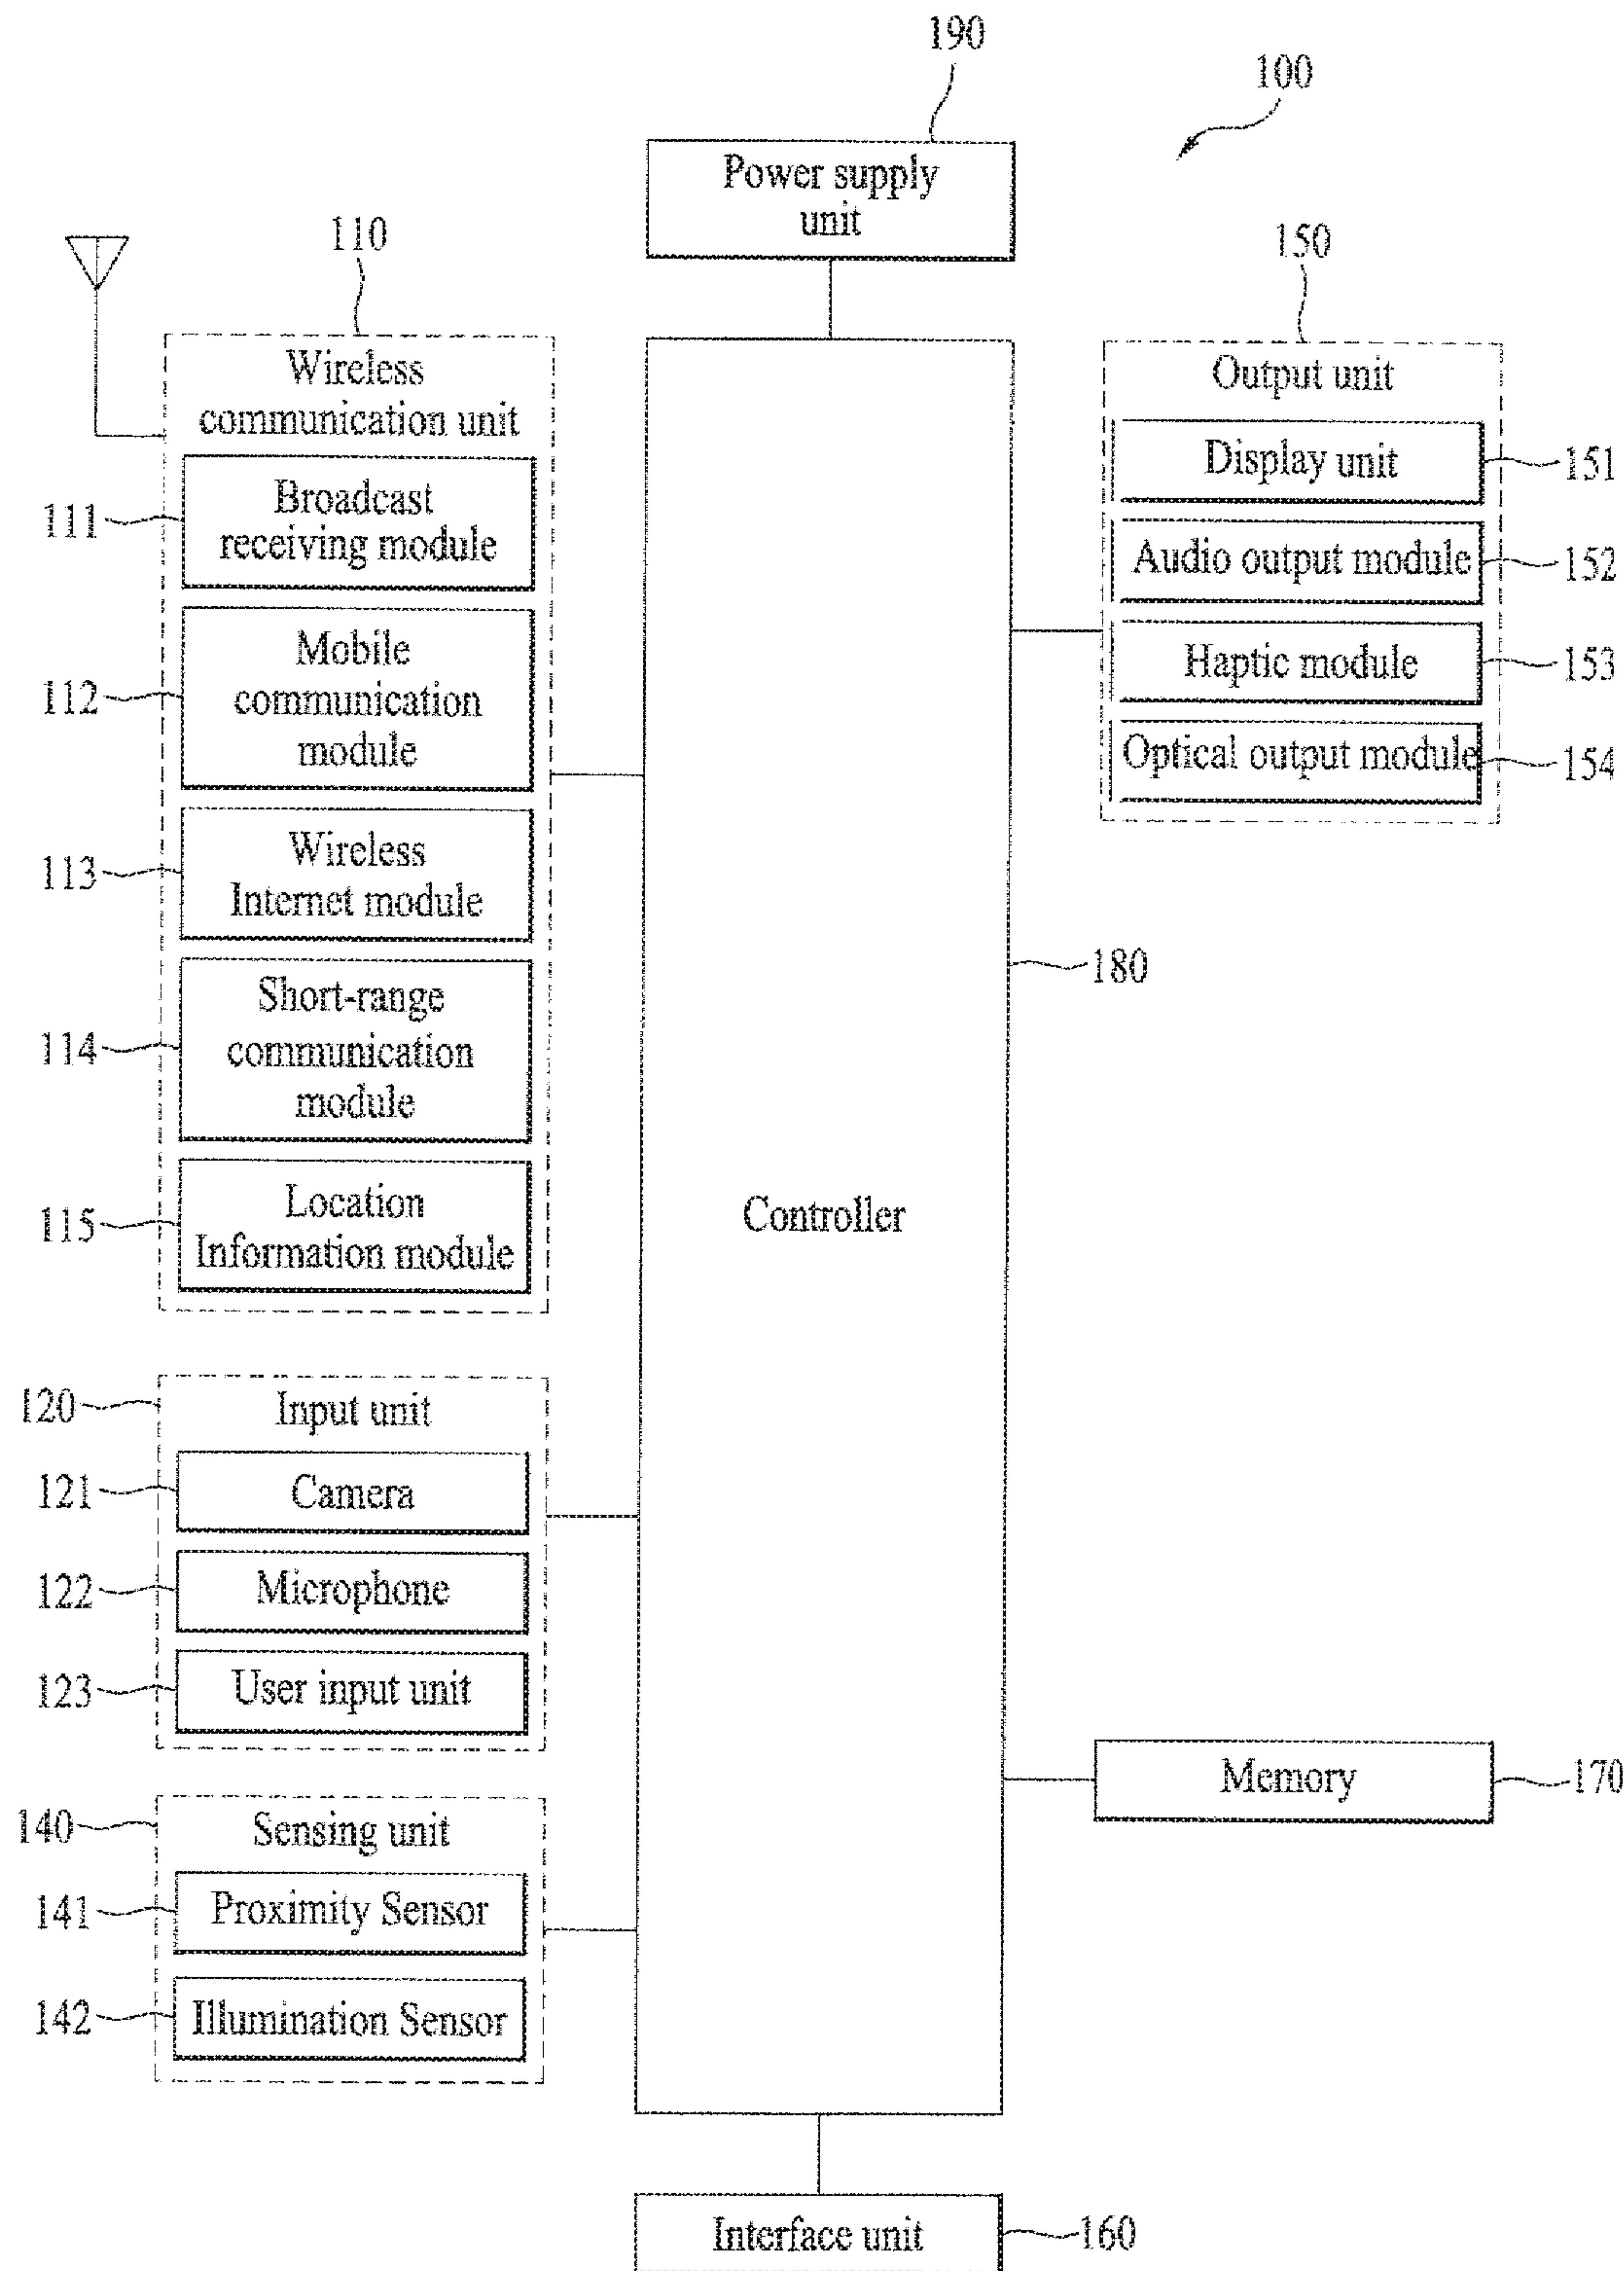 190
100
Power supply
unit
110
150
Wireless
communication unit
Output unit
Display unit
151
111
Broadcast
receiving module
Audio output module
152
112
Mobile
communication
module
Haptic module
153
Optical output module
154
113
Wireless
Internet module
180
114
Short-range
communication
module
115
Location
Information module
Controller
120
Input unit
121
Camera
122
Microphone
123
User input unit
Memory
170
140
Sensing unit
141
Proximity Sensor
142
Illumination Sensor
Interface unit
160